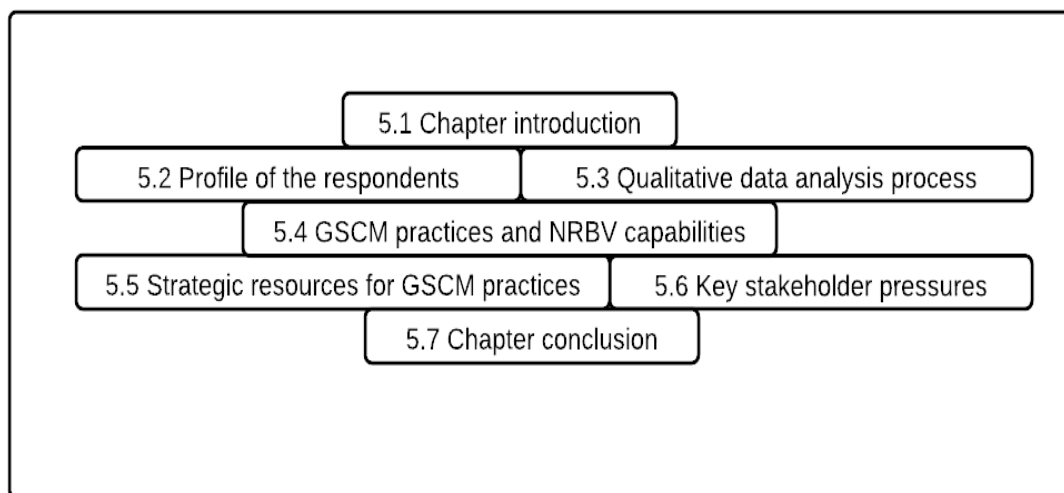 5.1 Chapter introduction
5.2 Profile of the respondents
5.3 Qualitative data analysis process
5.4 GSCM practices and NRBV capabilities
5.5 Strategic resources for GSCM practices
5.6 Key stakeholder pressures
5.7 Chapter conclusion